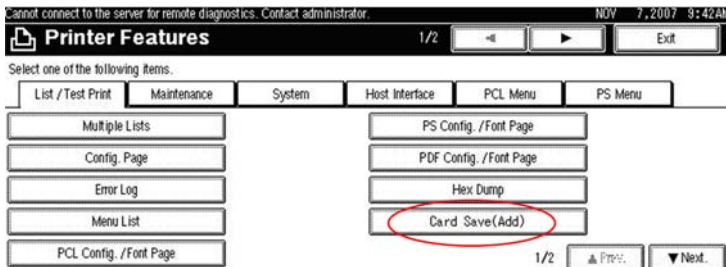 Cannot connect to the server for remote diagnostics. Contact administrator. NOV 7,2007 9:42AM
Printer Features 1/2 ◄ ► Exit
Select one of the following items.
List /Test Print Maintenance System Host Interface PCL Menu PS Menu
Multiple Lists PS Config. /Font Page
Config. Page PDF Config. /Font Page
Error Log Hex Dump
Menu List Card Save(Add)
PCL Config. /Font Page 1/2 ▲ Prev. ▼ Next.